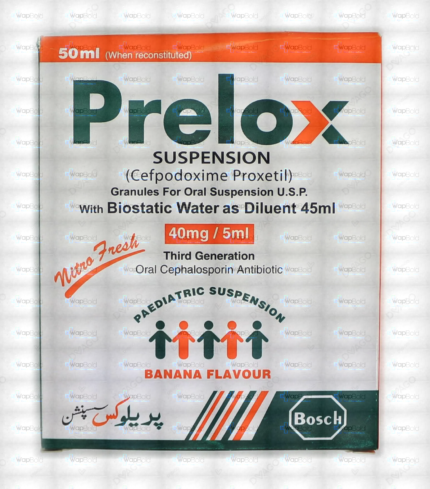 50ml (When reconstituted)
Prelox
SUSPENSION
(Cefpodoxime Proxetil)
Granules For Oral Suspension U.S.P.
With Biostatic Water as Diluent 45ml
40mg / 5ml
Nitro Fresh
Third Generation
Oral Cephalosporin Antibiotic
PAEDIATRIC SUSPENSION
BANANA FLAVOUR
پریلوکس سسپنشن
Bosch